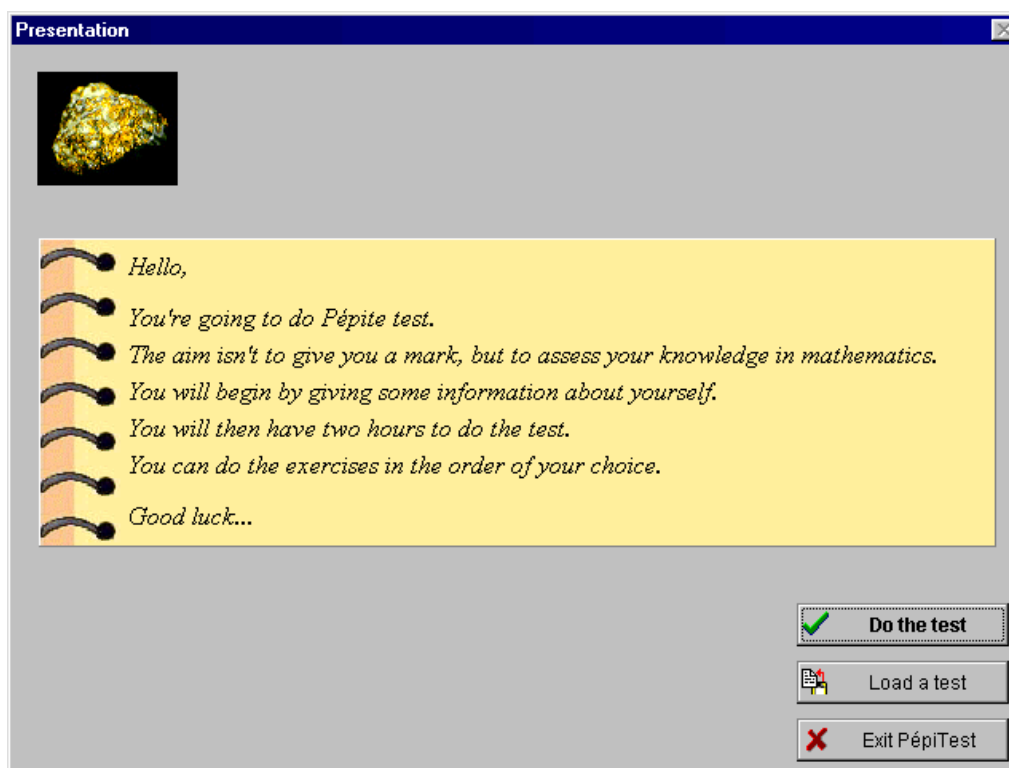 Presentation
Hello,
You're going to do Pépite test.
The aim isn't to give you a mark, but to assess your knowledge in mathematics.
You will begin by giving some information about yourself.
You will then have two hours to do the test.
You can do the exercises in the order of your choice.
Good luck...
Do the test
Load a test
Exit PépiTest